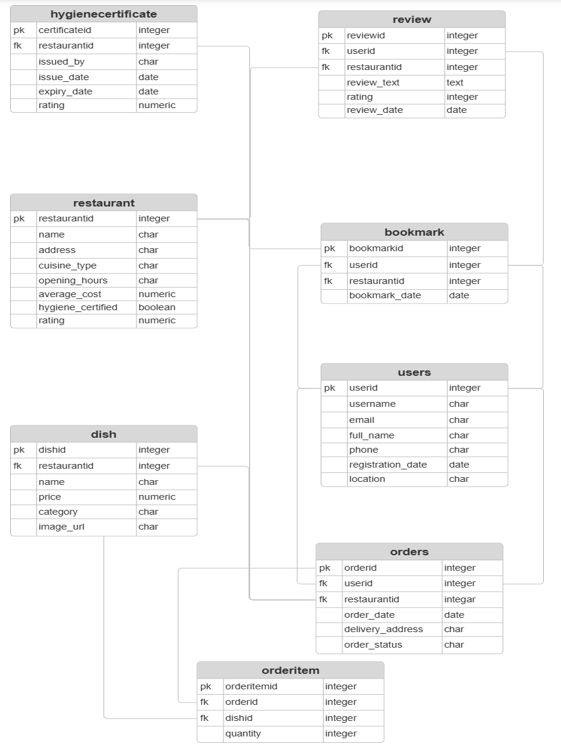 hygienecertificate
pk certificateid integer
fk restaurantid integer
issued_by char
issue_date date
expiry_date date
rating numeric
review
pk reviewid integer
fk userid integer
fk restaurantid integer
review_text text
rating integer
review_date date
restaurant
pk restaurantid integer
name char
address char
cuisine_type char
opening_hours char
average_cost numeric
hygiene_certified boolean
rating numeric
bookmark
pk bookmarkid integer
fk userid integer
fk restaurantid integer
bookmark_date date
users
pk userid integer
username char
email char
full_name char
phone char
registration_date date
location char
dish
pk dishid integer
fk restaurantid integer
name char
price numeric
category char
image_url char
orders
pk orderid integer
fk userid integer
fk restaurantid integar
order_date date
delivery_address char
order_status char
orderitem
pk orderitemid integer
fk orderid integer
fk dishid integer
quantity integer